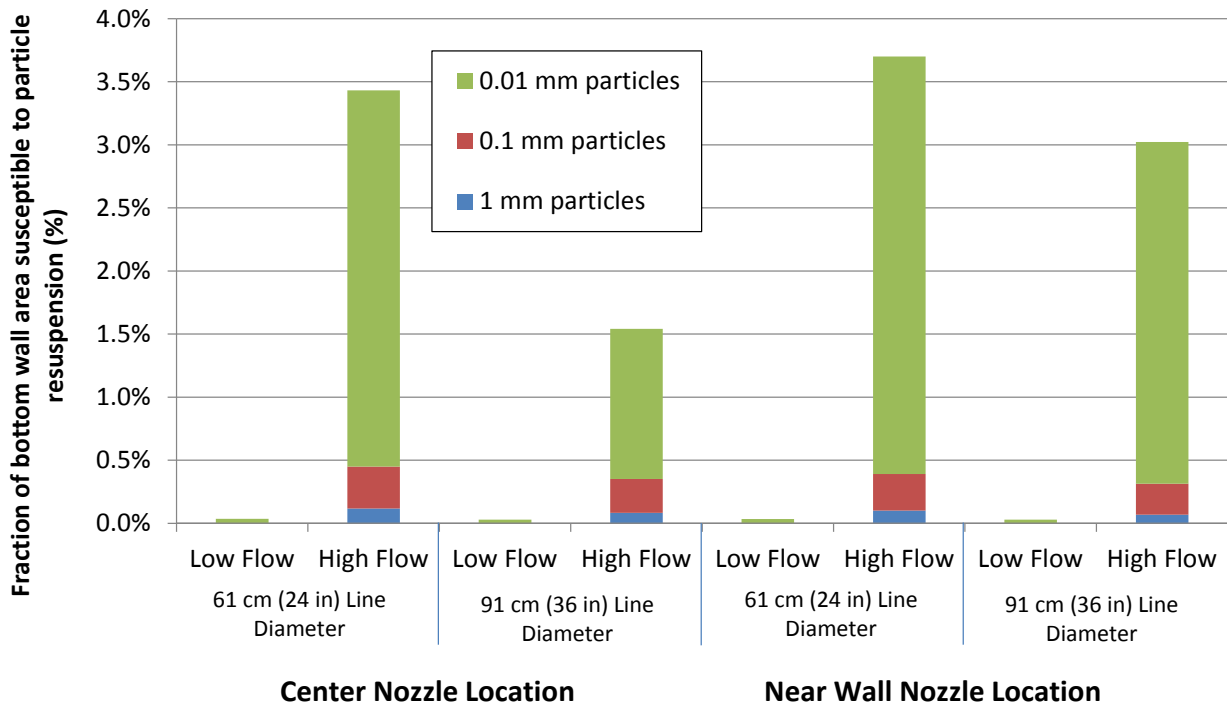 Fraction of bottom wall area susceptible to particle
resuspension (%)
4.0%
3.5%
3.0%
2.5%
2.0%
1.5%
1.0%
0.5%
0.0%
0.01 mm particles
0.1 mm particles
1 mm particles
Low Flow High Flow Low Flow High Flow Low Flow High Flow Low Flow High Flow
61 cm (24 in) Line
Diameter
91 cm (36 in) Line
Diameter
61 cm (24 in) Line
Diameter
91 cm (36 in) Line
Diameter
Center Nozzle Location
Near Wall Nozzle Location